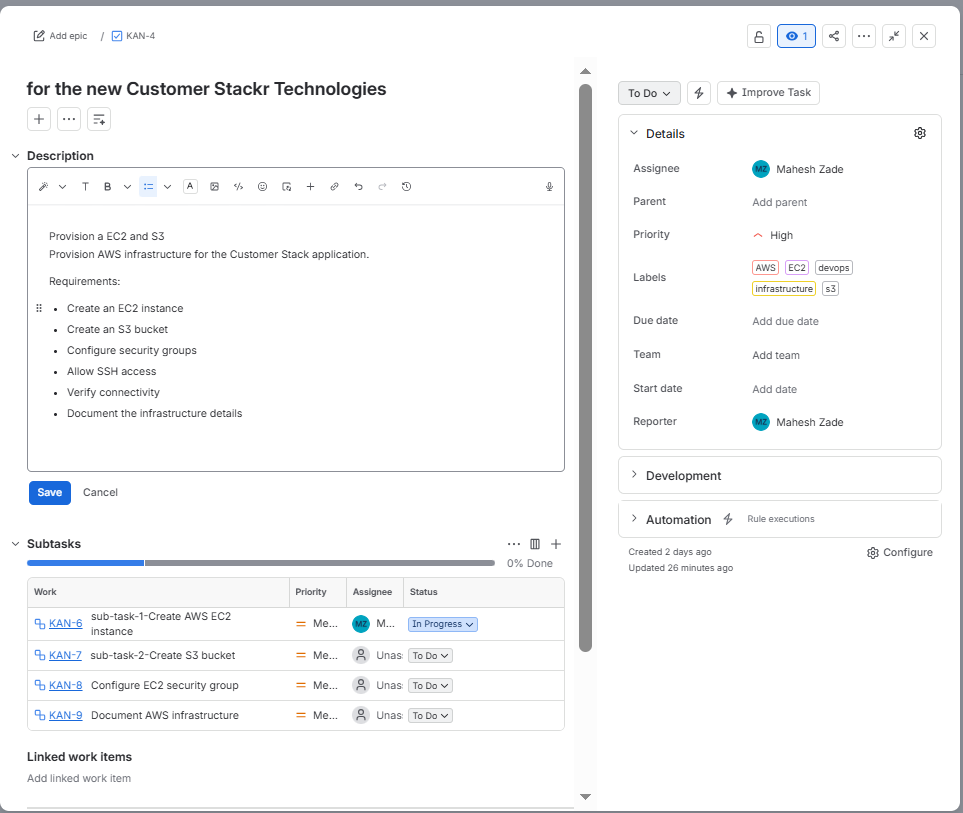 Add epic / KAN-4
1
for the new Customer Stackr Technologies
Description
T B A
Provision a EC2 and S3
Provision AWS infrastructure for the Customer Stack application.
Requirements:
• Create an EC2 instance
• Create an S3 bucket
• Configure security groups
• Allow SSH access
• Verify connectivity
• Document the infrastructure details
Save Cancel
Subtasks
0% Done
Work Priority Assignee Status
KAN-6 sub-task-1-Create AWS EC2
instance
Me... MZ M... In Progress
KAN-7 sub-task-2-Create S3 bucket Me... Unas To Do
KAN-8 Configure EC2 security group Me... Unas To Do
KAN-9 Document AWS infrastructure Me... Unas To Do
Linked work items
Add linked work item
To Do Improve Task
Details
Assignee MZ Mahesh Zade
Parent Add parent
Priority High
Labels AWS EC2 devops
infrastructure s3
Due date Add due date
Team Add team
Start date Add date
Reporter MZ Mahesh Zade
Development
Automation Rule executions
Created 2 days ago Configure
Updated 26 minutes ago